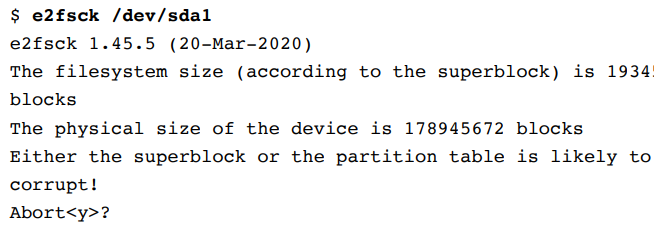 $ e2fsck /dev/sda1
e2fsck 1.45.5 (20-Mar-2020)
The filesystem size (according to the superblock) is
blocks
The physical size of the device is 178945672 blocks
Either the superblock or the partition table is likely to
corrupt!
Abort<y>?